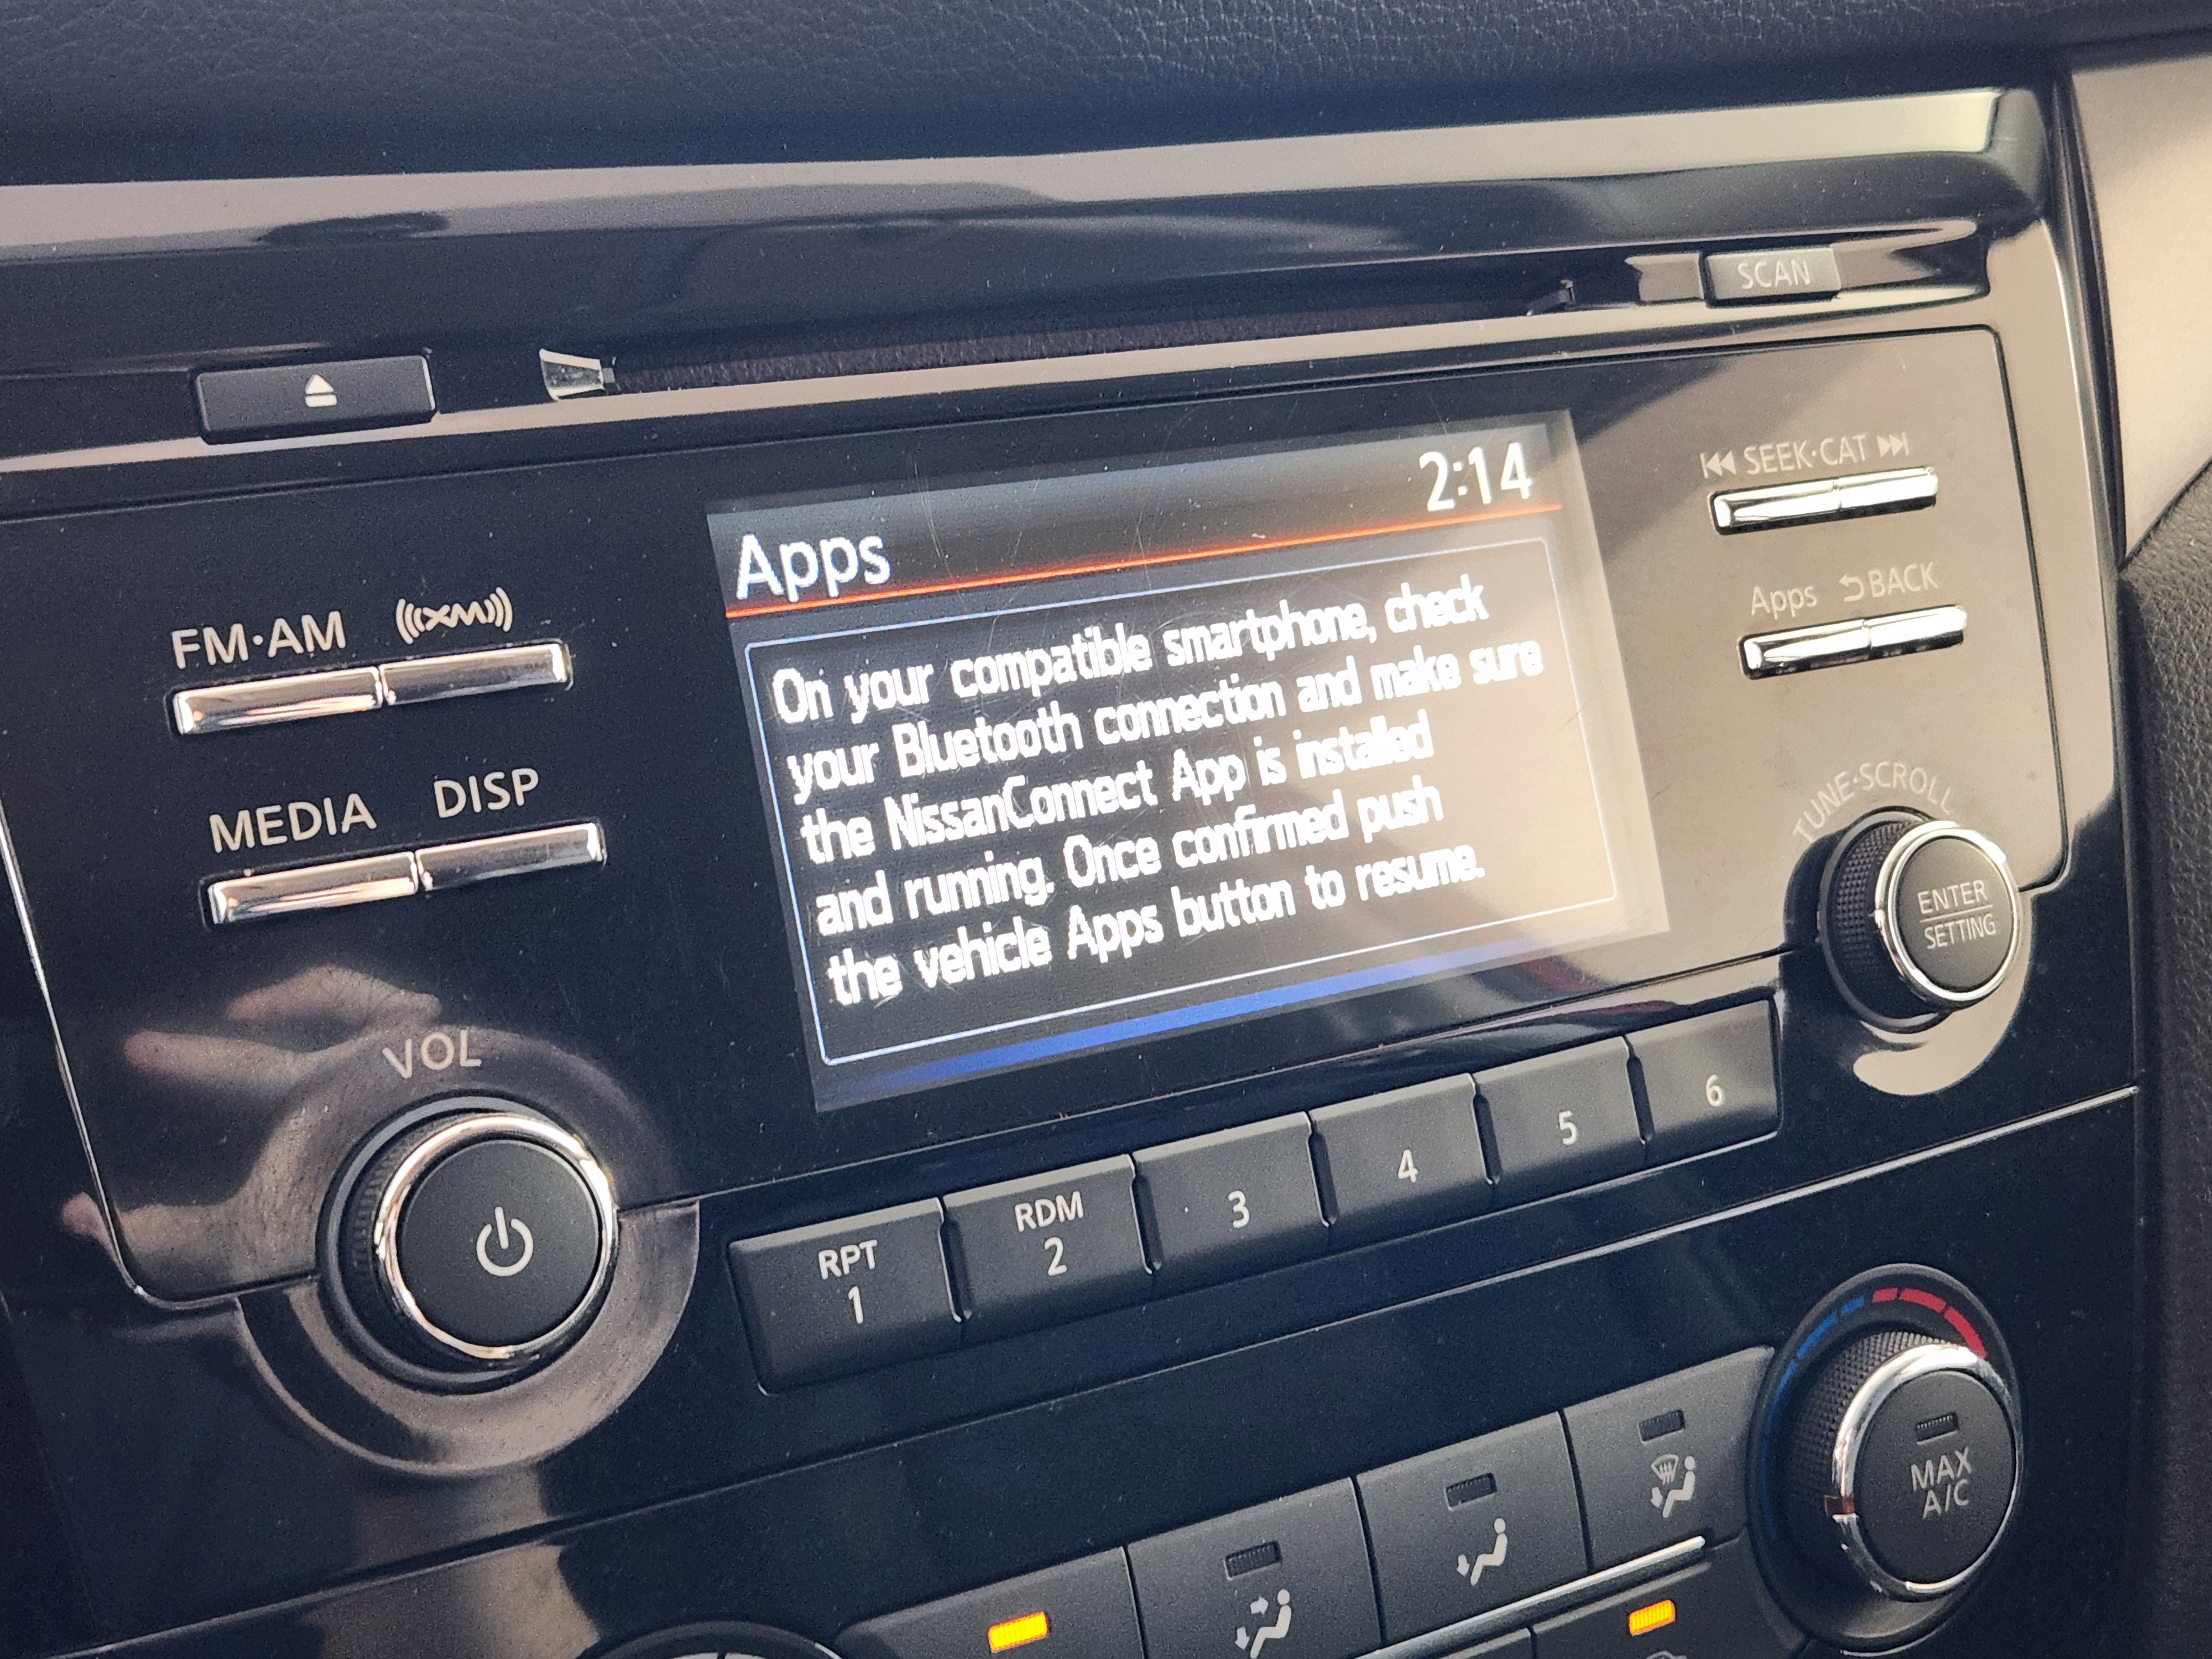 SCAN
2:14
Apps
SEEK·CAT
Apps BACK
FM·AM ((XM))
MEDIA DISP
On your compatible smartphone, check
your Bluetooth connection and make sure
the NissanConnect App is installed
and running. Once confirmed push
the vehicle Apps button to resume.
TUNE·SCROLL
ENTER
SETTING
VOL
RPT
1
RDM
2
3
4
5
6
MAX
A/C